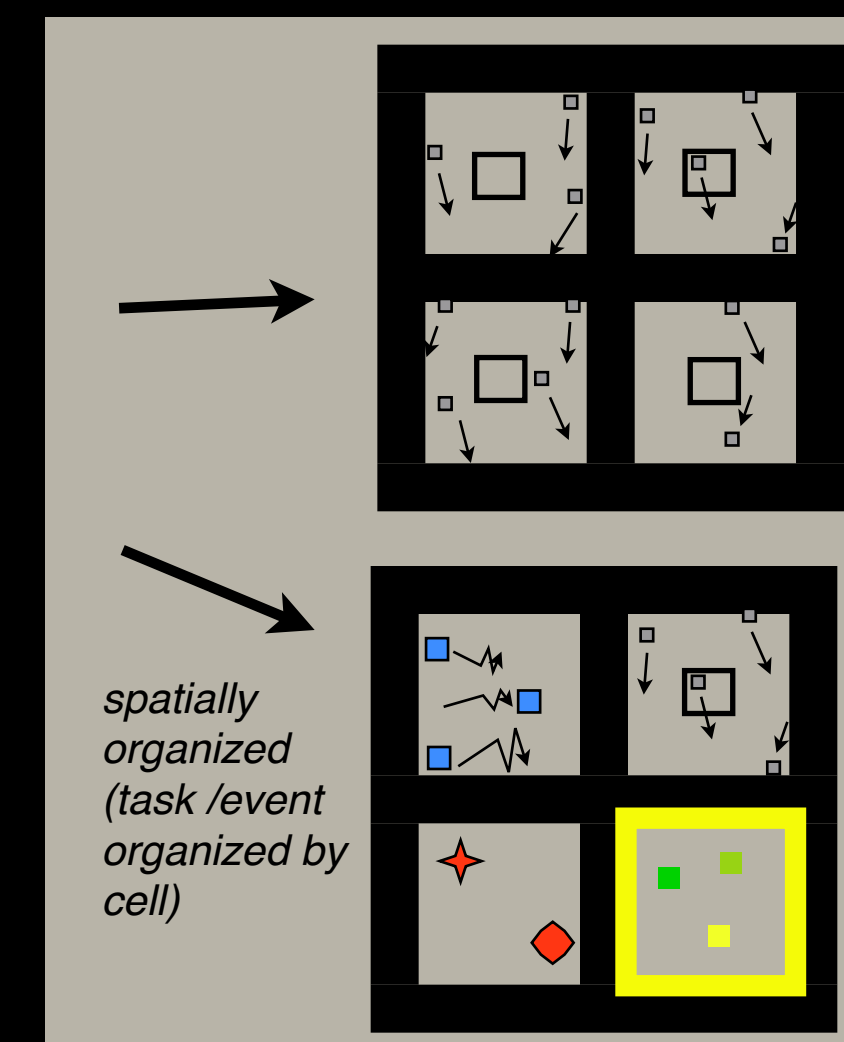 spatially
organized
(task /event
organized by
cell)